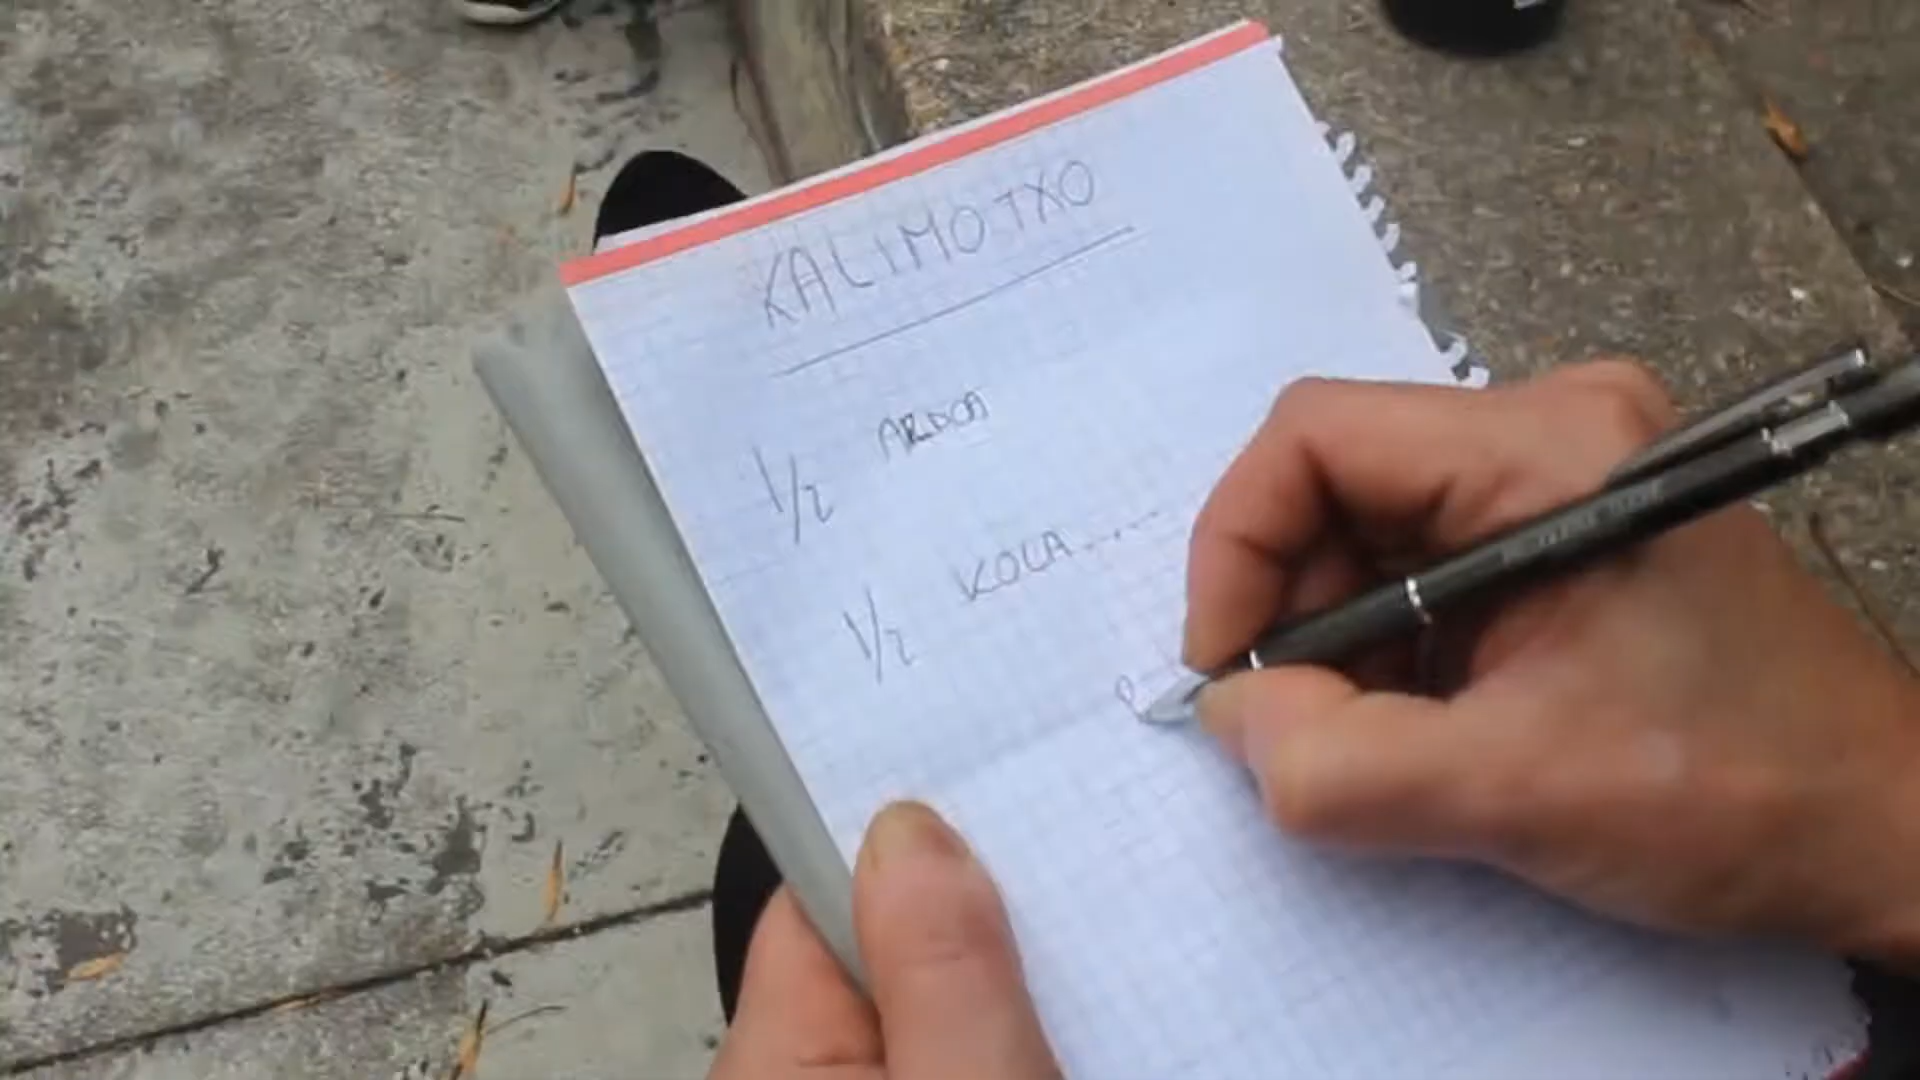 KALIMOTXO
1/2 ARDOA
1/2 KOLA.....